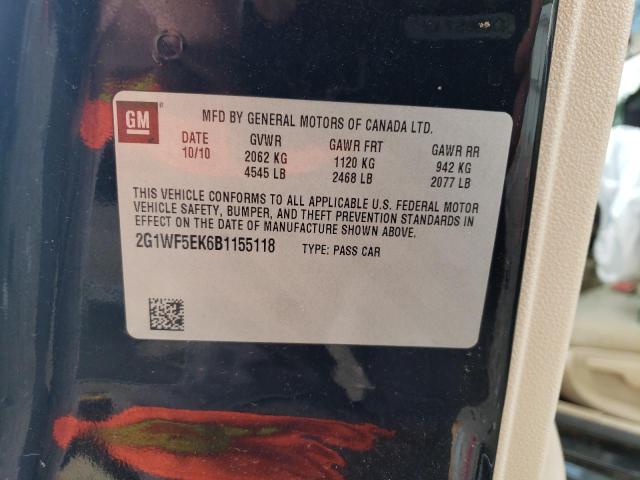 GM
MFD BY GENERAL MOTORS OF CANADA LTD.
DATE GVWR GAWR FRT GAWR RR
10/10 2062 KG 1120 KG 942 KG
4545 LB 2468 LB 2077 LB
THIS VEHICLE CONFORMS TO ALL APPLICABLE U.S. FEDERAL MOTOR
VEHICLE SAFETY, BUMPER, AND THEFT PREVENTION STANDARDS IN
EFFECT ON THE DATE OF MANUFACTURE SHOWN ABOVE.
2G1WF5EK6B1155118 TYPE: PASS CAR